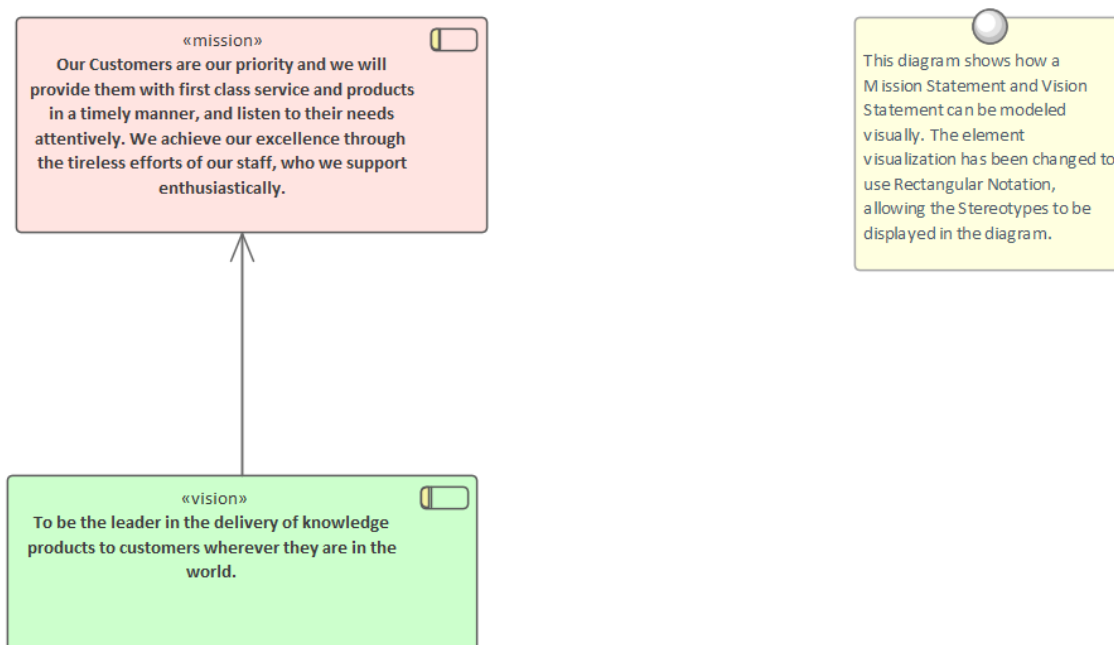 «mission»
Our Customers are our priority and we will
provide them with first class service and products
in a timely manner, and listen to their needs
attentively. We achieve our excellence through
the tireless efforts of our staff, who we support
enthusiastically.
This diagram shows how a
Mission Statement and Vision
Statement can be modeled
visually. The element
visualization has been changed to
use Rectangular Notation,
allowing the Stereotypes to be
displayed in the diagram.
«vision»
To be the leader in the delivery of knowledge
products to customers wherever they are in the
world.